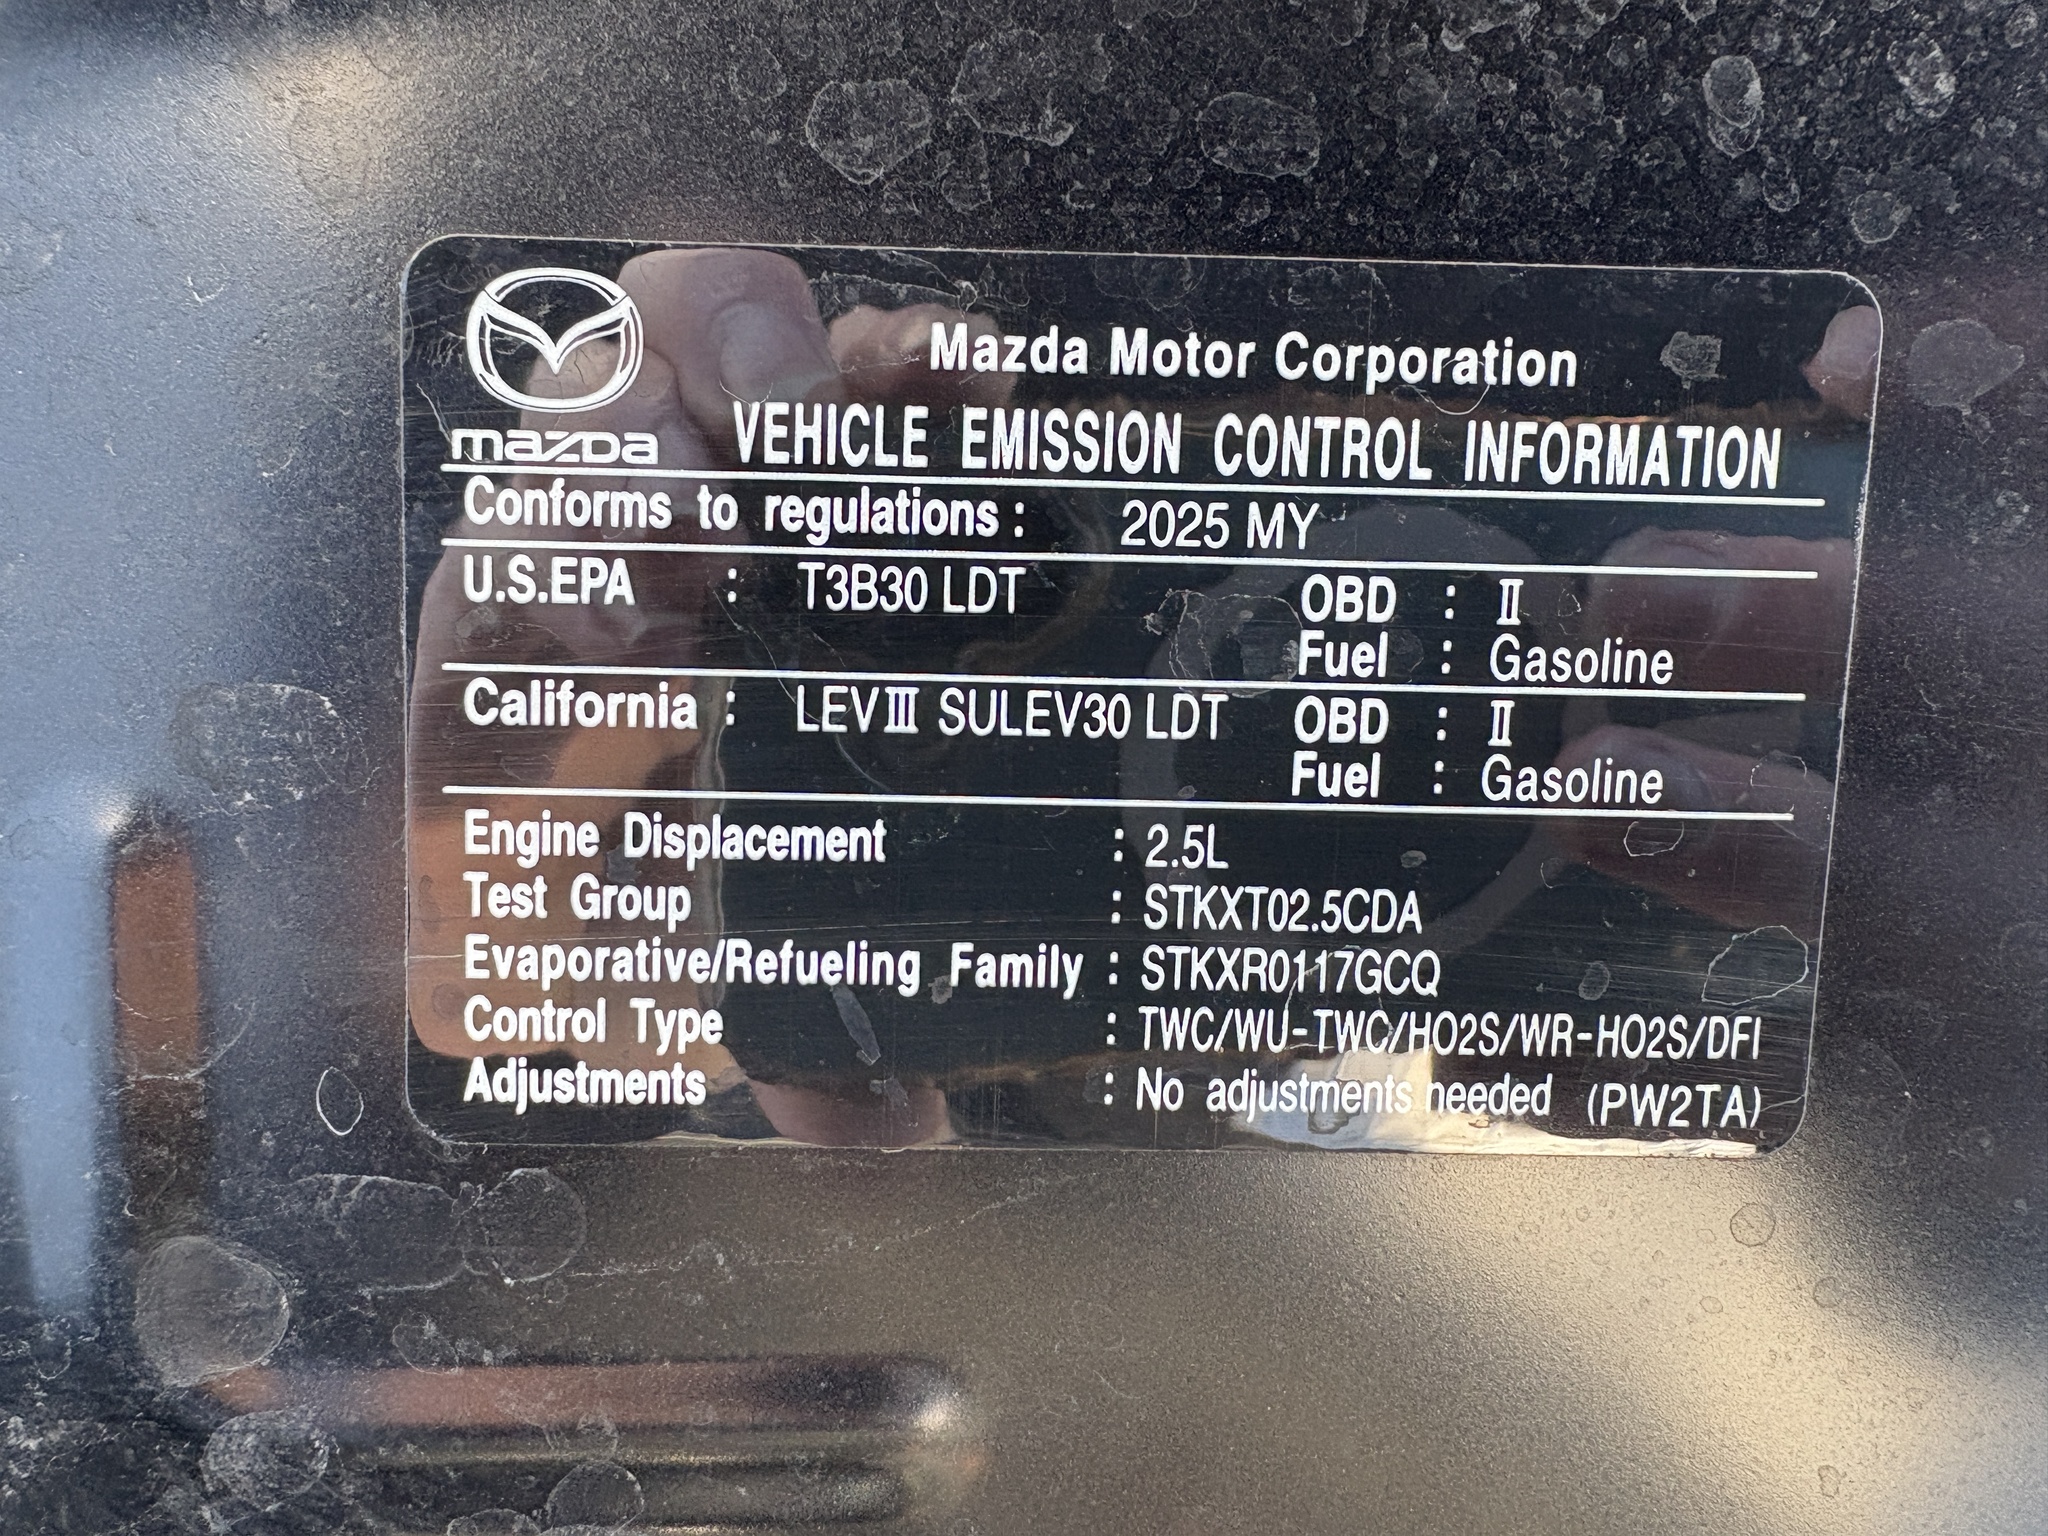 mazda
Mazda Motor Corporation
VEHICLE EMISSION CONTROL INFORMATION
Conforms to regulations : 2025 MY
U.S.EPA : T3B30 LDT OBD : Ⅱ
Fuel : Gasoline
California : LEVⅢ SULEV30 LDT OBD : Ⅱ
Fuel : Gasoline
Engine Displacement : 2.5L
Test Group : STKXT02.5CDA
Evaporative/Refueling Family : STKXR0117GCQ
Control Type : TWC/WU-TWC/HO2S/WR-HO2S/DFI
Adjustments : No adjustments needed (PW2TA)